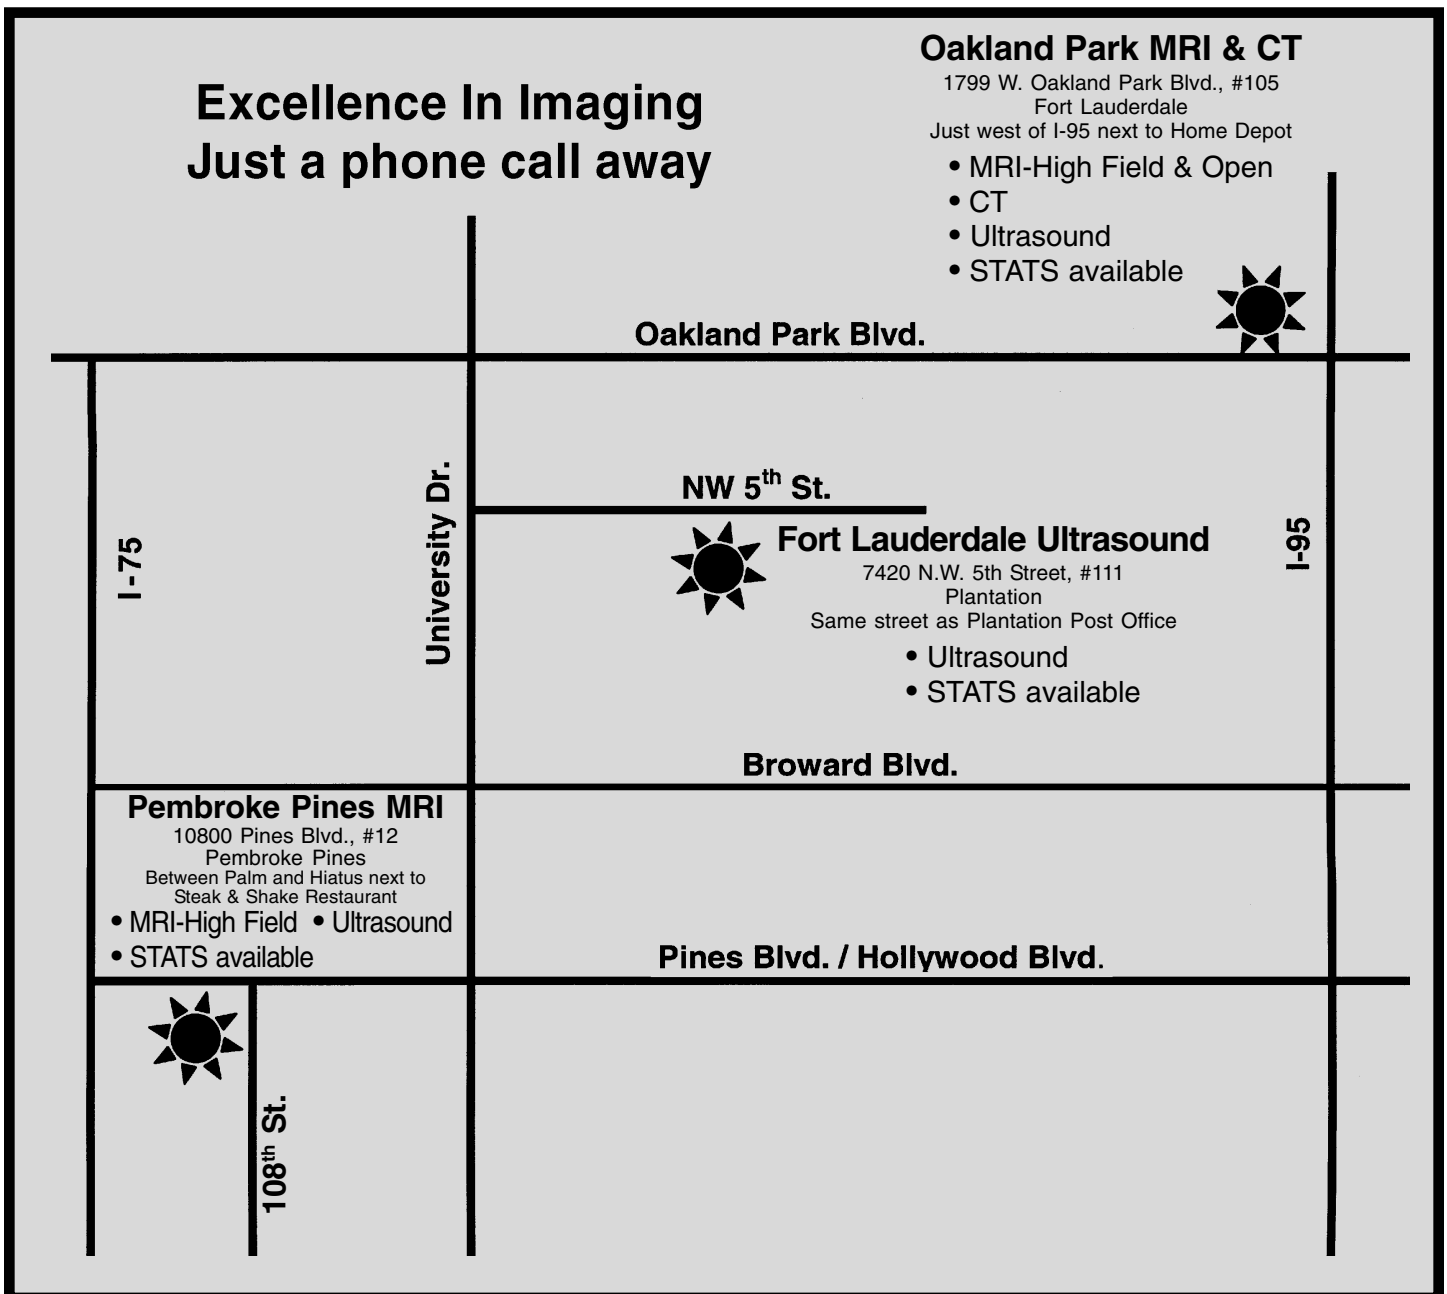 Excellence In Imaging
Just a phone call away
Oakland Park MRI & CT
1799 W. Oakland Park Blvd., #105
Fort Lauderdale
Just west of I-95 next to Home Depot
• MRI-High Field & Open
• CT
• Ultrasound
• STATS available
Oakland Park Blvd.
NW 5th St.
University Dr.
I-75
I-95
Fort Lauderdale Ultrasound
7420 N.W. 5th Street, #111
Plantation
Same street as Plantation Post Office
• Ultrasound
• STATS available
Broward Blvd.
Pembroke Pines MRI
10800 Pines Blvd., #12
Pembroke Pines
Between Palm and Hiatus next to
Steak & Shake Restaurant
• MRI-High Field • Ultrasound
• STATS available
Pines Blvd. / Hollywood Blvd.
108th St.